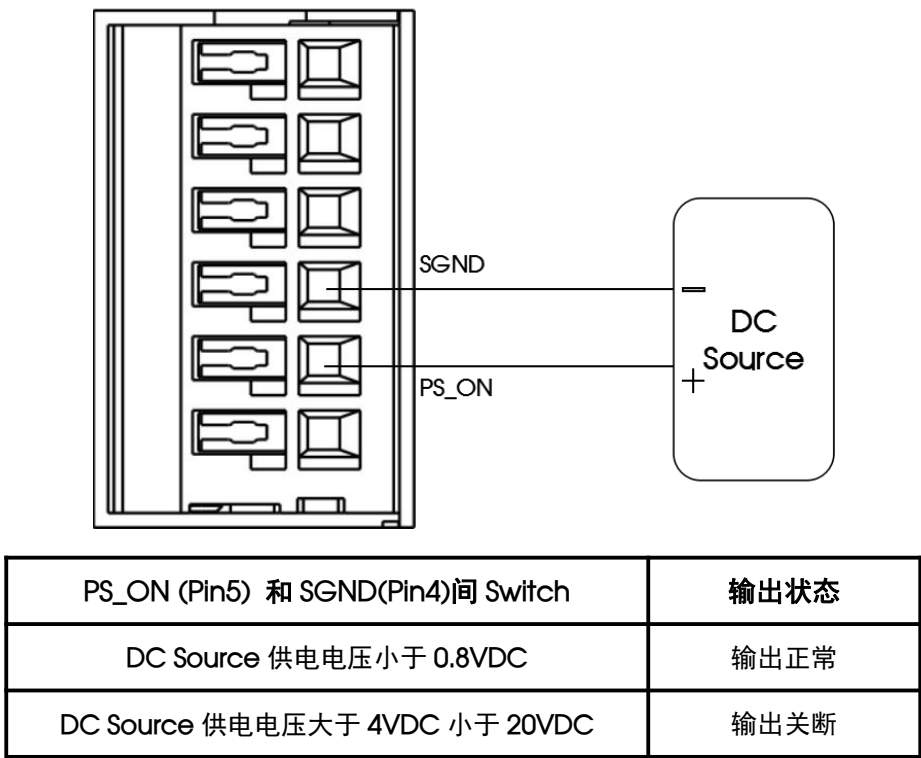 SGND
DC
Source
PS_ON
PS_ON (Pin5) 和 SGND(Pin4)间 Switch
输出状态
DC Source 供电电压小于 0.8VDC
输出正常
DC Source 供电电压大于 4VDC 小于 20VDC
输出关断